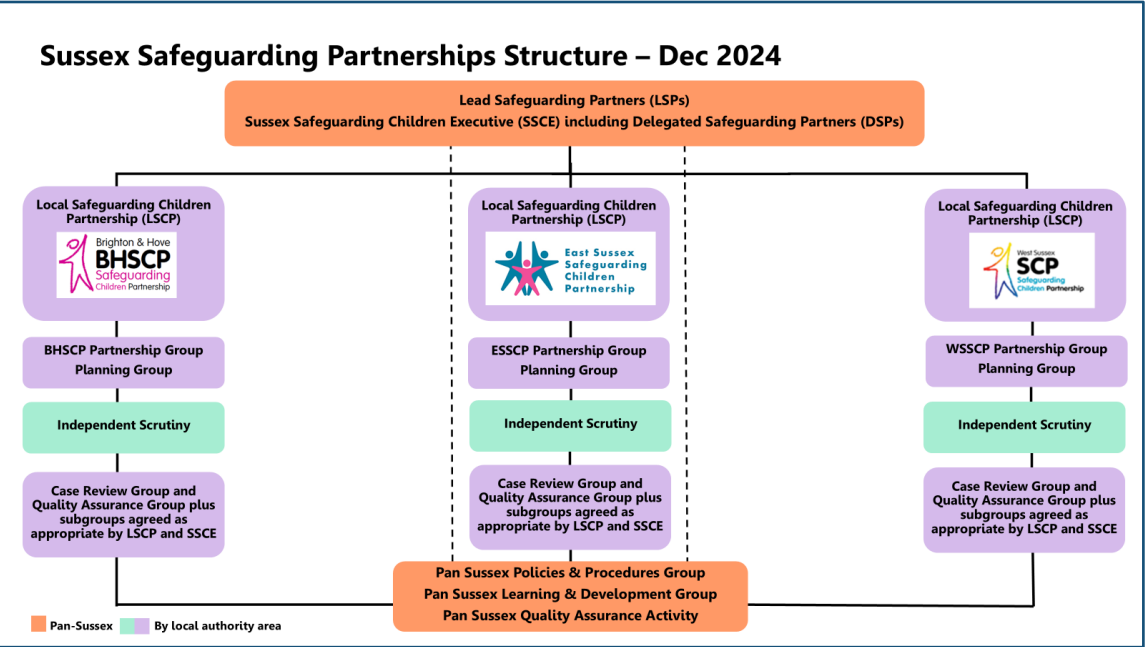 Sussex Safeguarding Partnerships Structure – Dec 2024
Lead Safeguarding Partners (LSPs)
Sussex Safeguarding Children Executive (SSCE) including Delegated Safeguarding Partners (DSPs)
Local Safeguarding Children
Partnership (LSCP)
Brighton & Hove
BHSCP
Safeguarding
Children Partnership
BHSCP Partnership Group
Planning Group
Independent Scrutiny
Case Review Group and
Quality Assurance Group plus
subgroups agreed as
appropriate by LSCP and SSCE
Local Safeguarding Children
Partnership (LSCP)
East Sussex
Safeguarding
Children
Partnership
ESSCP Partnership Group
Planning Group
Independent Scrutiny
Case Review Group and
Quality Assurance Group plus
subgroups agreed as
appropriate by LSCP and SSCE
Local Safeguarding Children
Partnership (LSCP)
West Sussex
SCP
Safeguarding
Children Partnership
WSSCP Partnership Group
Planning Group
Independent Scrutiny
Case Review Group and
Quality Assurance Group plus
subgroups agreed as
appropriate by LSCP and SSCE
Pan Sussex Policies & Procedures Group
Pan Sussex Learning & Development Group
Pan Sussex Quality Assurance Activity
Pan-Sussex
By local authority area